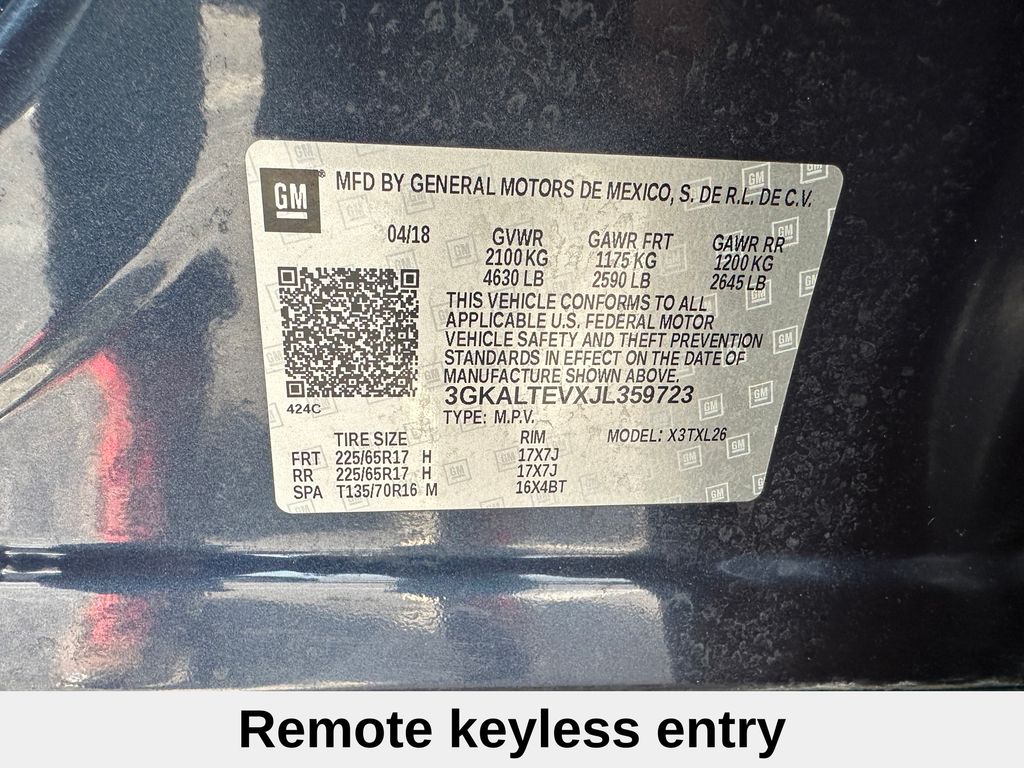 GM
MFD BY GENERAL MOTORS DE MEXICO, S. DE R.L. DE C.V.
04/18 GVWR GAWR FRT GAWR RR
2100 KG 1175 KG 1200 KG
4630 LB 2590 LB 2645 LB
THIS VEHICLE CONFORMS TO ALL
APPLICABLE U.S. FEDERAL MOTOR
VEHICLE SAFETY AND THEFT PREVENTION
STANDARDS IN EFFECT ON THE DATE OF
MANUFACTURE SHOWN ABOVE.
3GKALTEVXJL359723
424C
TYPE: M.P.V.
TIRE SIZE RIM MODEL: X3TXL26
FRT 225/65R17 H 17X7J
RR 225/65R17 H 17X7J
SPA T135/70R16 M 16X4BT
Remote keyless entry